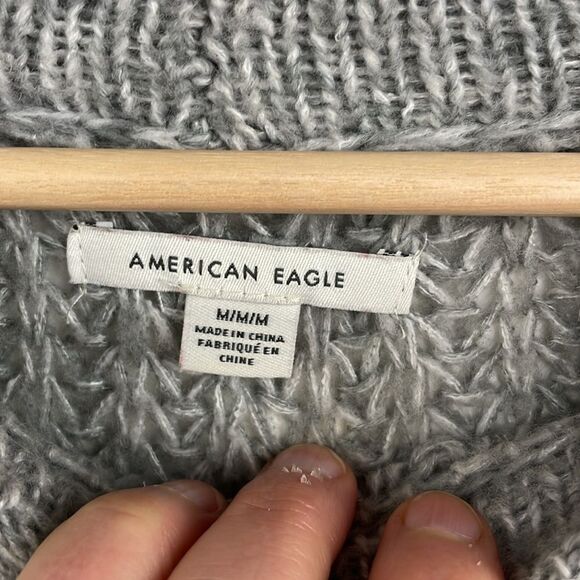 AMERICAN EAGLE
M/M/M
MADE IN CHINA
FABRIQUÉ EN
CHINE